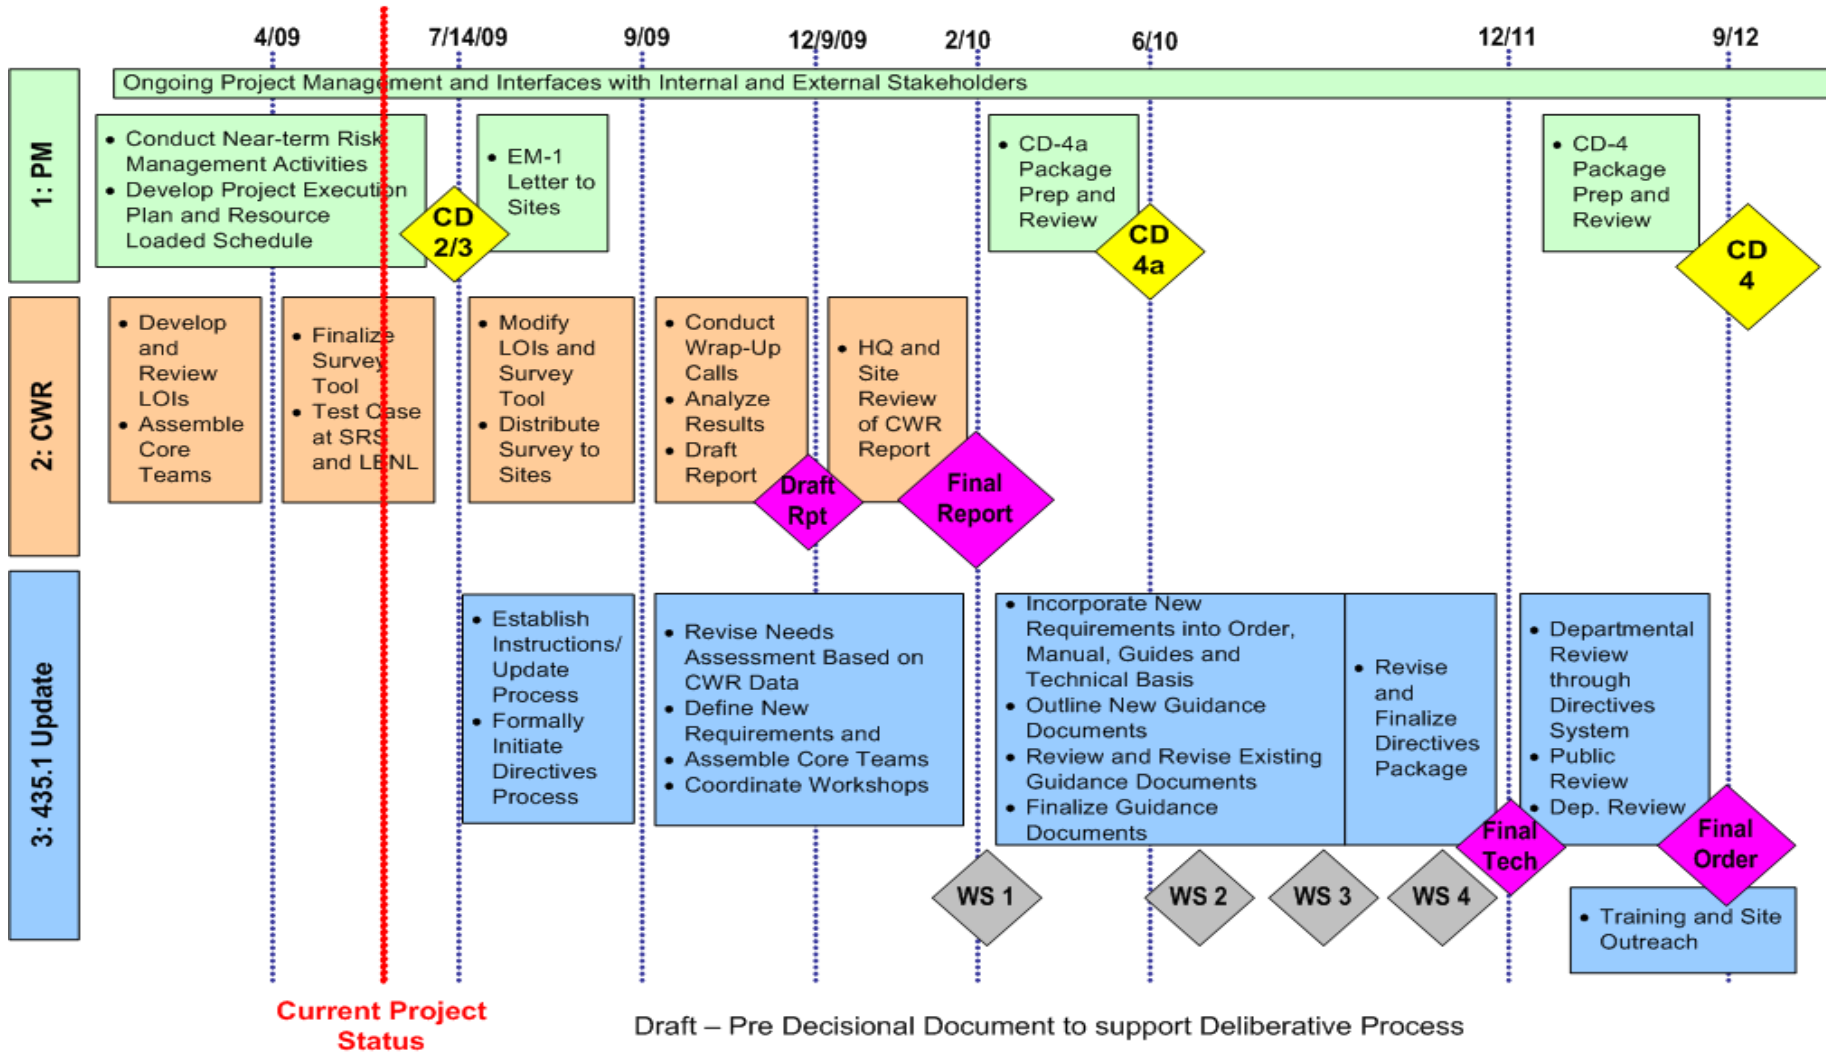 4/09
7/14/09
9/09
12/9/09
2/10
6/10
12/11
9/12
1: PM
Ongoing Project Management and Interfaces with Internal and External Stakeholders
• Conduct Near-term Risk
Management Activities
• Develop Project Execution
Plan and Resource
Loaded Schedule
CD
2/3
• EM-1
Letter to
Sites
• CD-4a
Package
Prep and
Review
CD
4a
• CD-4
Package
Prep and
Review
CD
4
2: CWR
• Develop
and
Review
LOIs
• Assemble
Core
Teams
• Finalize
Survey
Tool
• Test Case
at SRS
and LBNL
• Modify
LOIs and
Survey
Tool
• Distribute
Survey to
Sites
• Conduct
Wrap-Up
Calls
• Analyze
Results
• Draft
Report
Draft
Rpt
• HQ and
Site
Review
of CWR
Report
Final
Report
3: 435.1 Update
• Establish
Instructions/
Update
Process
• Formally
Initiate
Directives
Process
• Revise Needs
Assessment Based on
CWR Data
• Define New
Requirements and
• Assemble Core Teams
• Coordinate Workshops
• Incorporate New
Requirements into Order,
Manual, Guides and
Technical Basis
• Outline New Guidance
Documents
• Review and Revise Existing
Guidance Documents
• Finalize Guidance
Documents
• Revise
and
Finalize
Directives
Package
Final
Tech
• Departmental
Review
through
Directives
System
• Public
Review
• Dep. Review
Final
Order
WS 1
WS 2
WS 3
WS 4
• Training and Site
Outreach
Current Project
Status
Draft – Pre Decisional Document to support Deliberative Process